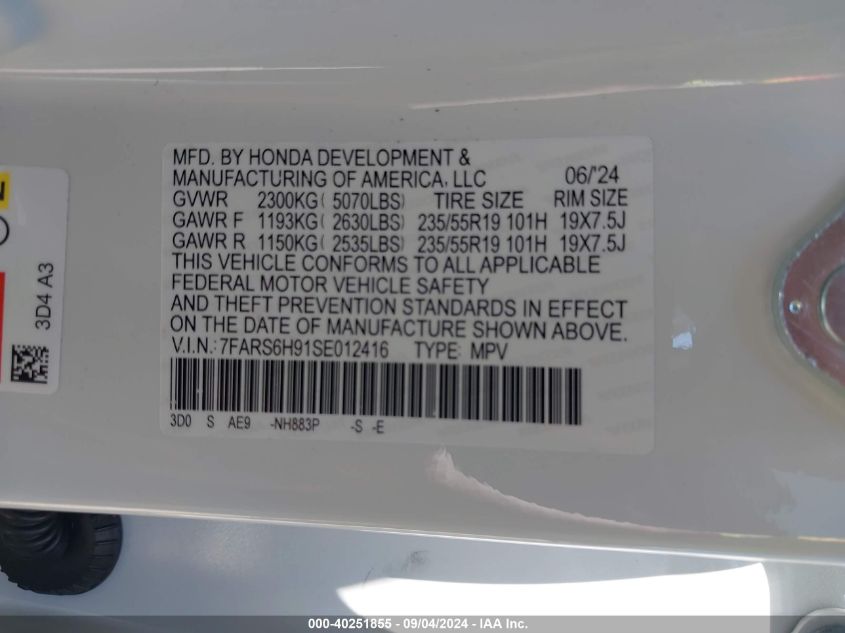 MFD. BY HONDA DEVELOPMENT &
MANUFACTURING OF AMERICA, LLC 06/'24
GVWR 2300KG( 5070LBS) TIRE SIZE RIM SIZE
GAWR F 1193KG( 2630LBS) 235/55R19 101H 19X7.5J
GAWR R 1150KG( 2535LBS) 235/55R19 101H 19X7.5J
THIS VEHICLE CONFORMS TO ALL APPLICABLE
FEDERAL MOTOR VEHICLE SAFETY
AND THEFT PREVENTION STANDARDS IN EFFECT
ON THE DATE OF MANUFACTURE SHOWN ABOVE.
V.I.N.:7FARS6H91SE012416 TYPE: MPV
3D0 S AE9 -NH883P -S -E
3D4 A3
000-40251855 - 09/04/2024 - IAA Inc.